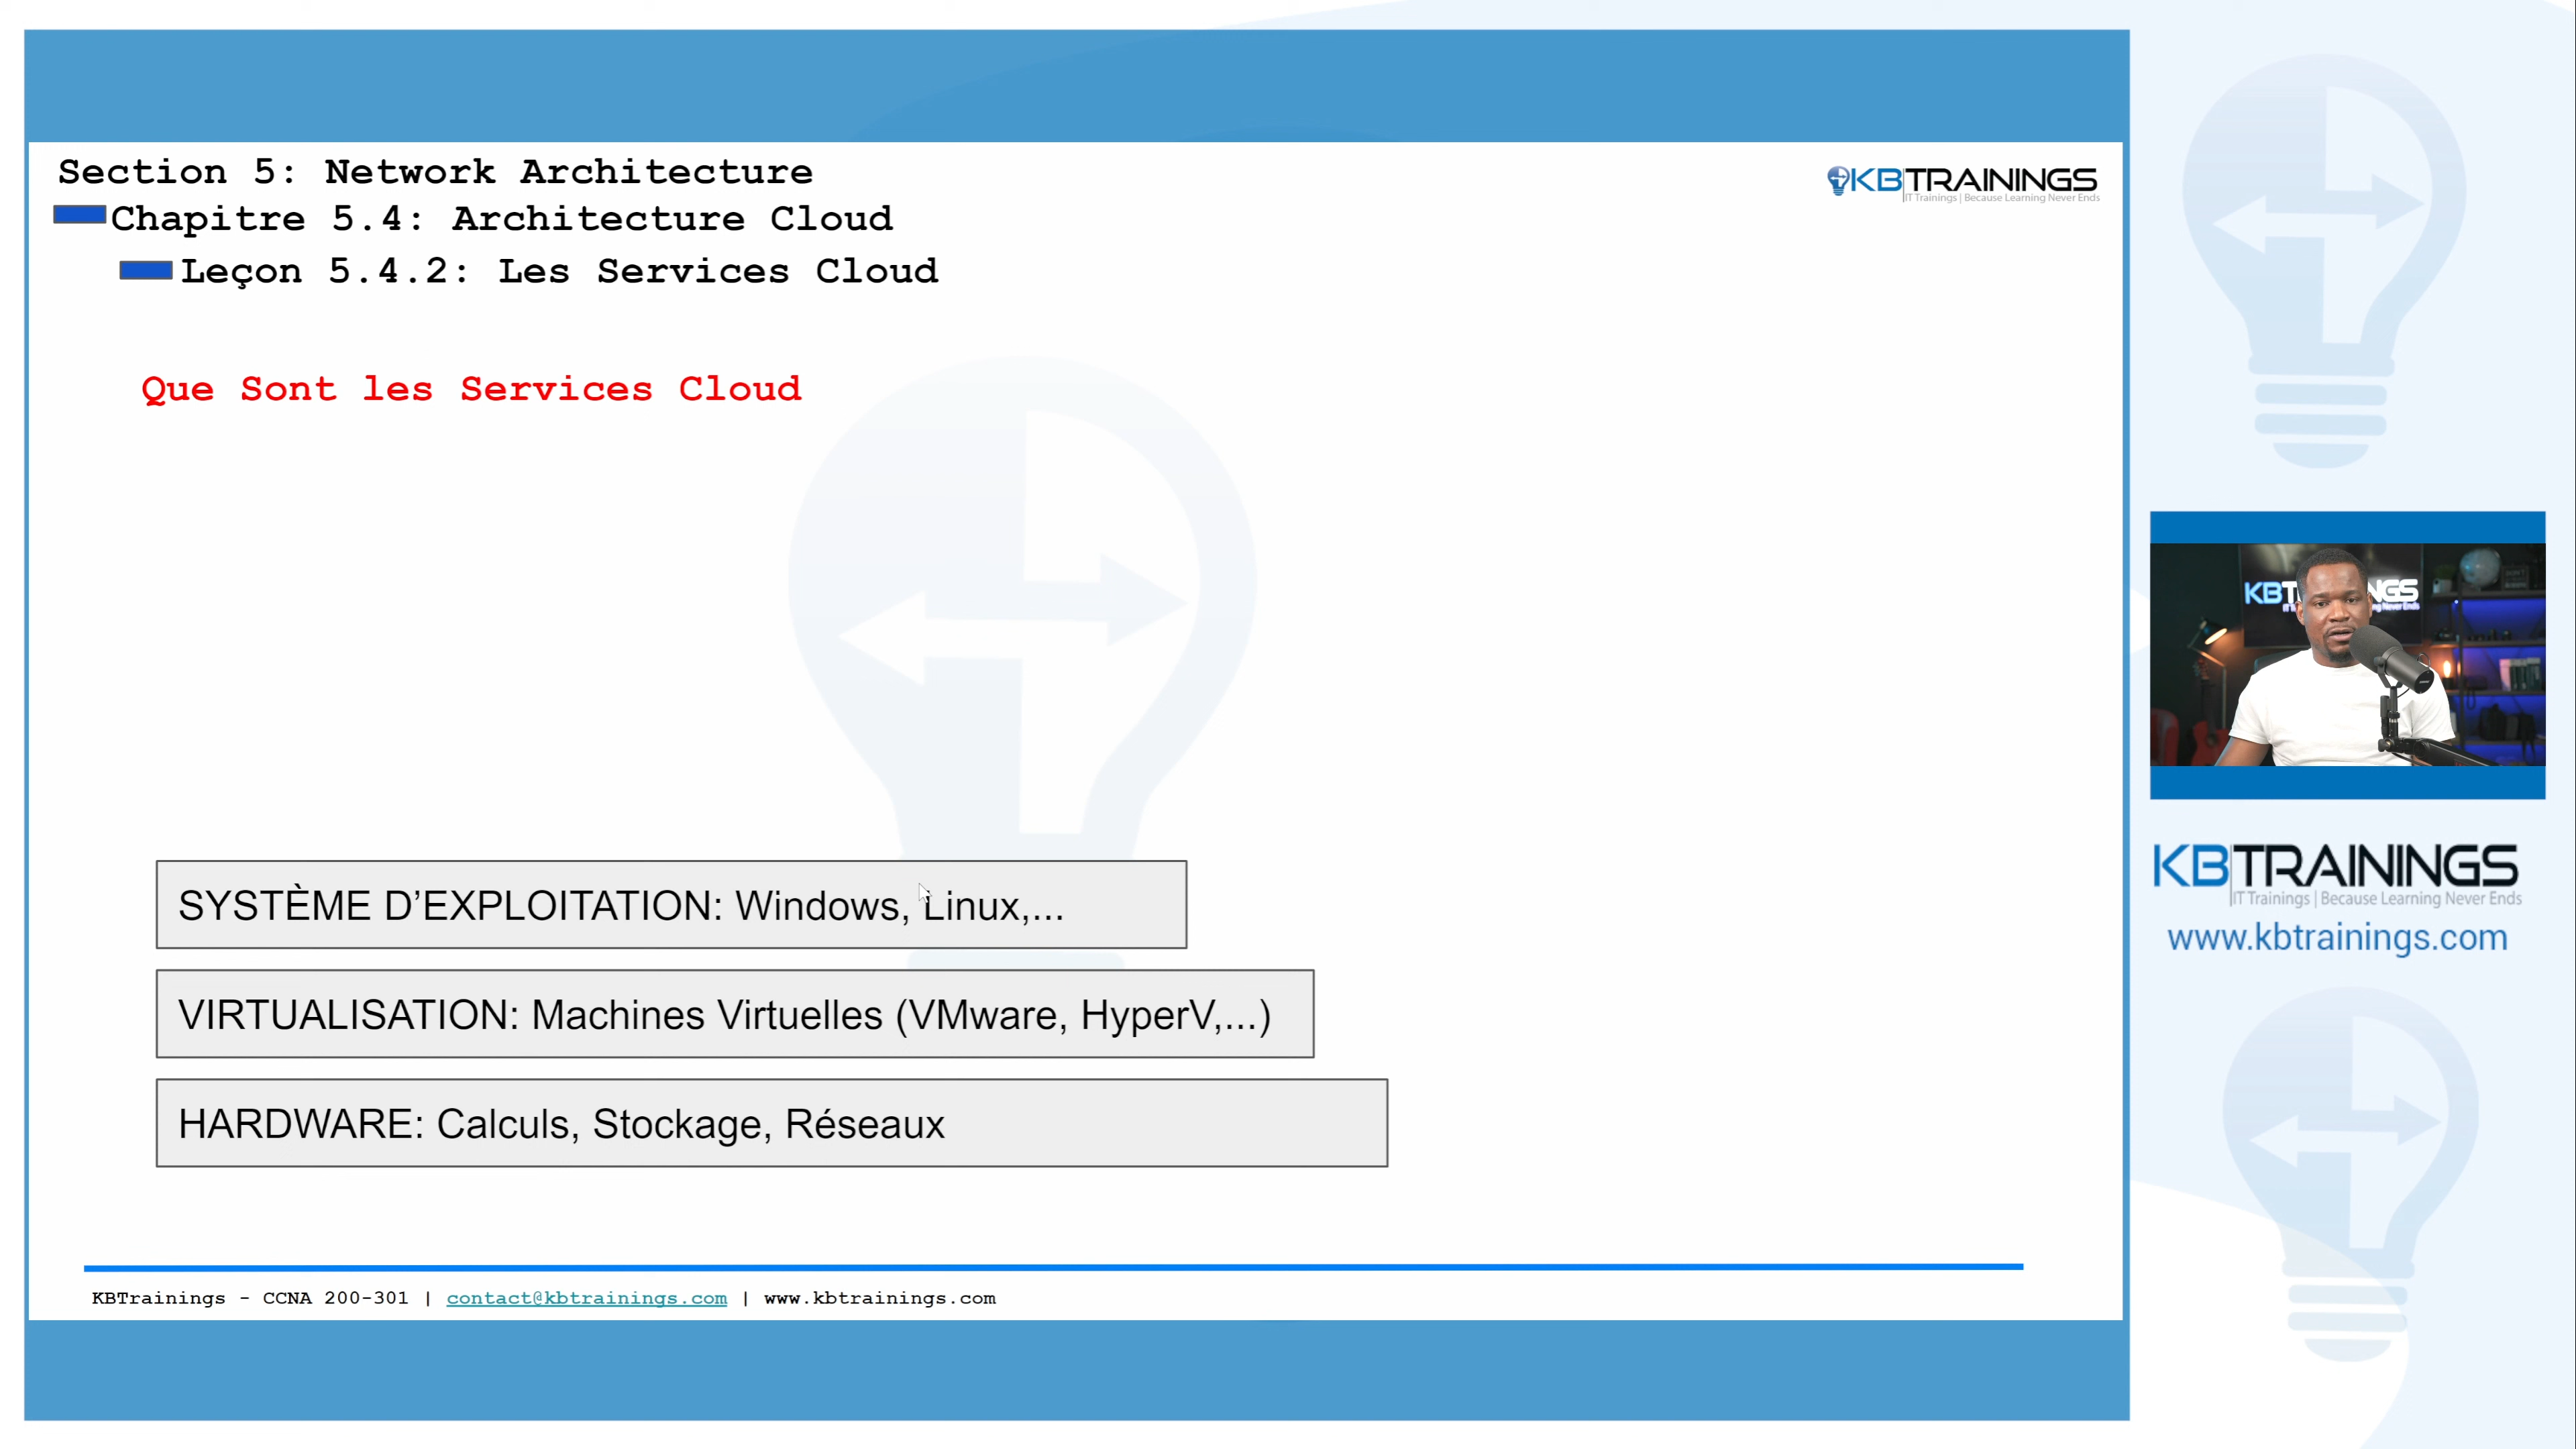 Section 5: Network Architecture
KBTRAININGS
IT Trainings | Because Learning Never Ends
Chapitre 5.4: Architecture Cloud
Leçon 5.4.2: Les Services Cloud
Que Sont les Services Cloud
SYSTÈME D’EXPLOITATION: Windows, Linux,...
VIRTUALISATION: Machines Virtuelles (VMware, HyperV,...)
HARDWARE: Calculs, Stockage, Réseaux
KBTrainings - CCNA 200-301 | contact@kbtrainings.com | www.kbtrainings.com
KBTRAININGS
IT Trainings | Because Learning Never Ends
www.kbtrainings.com